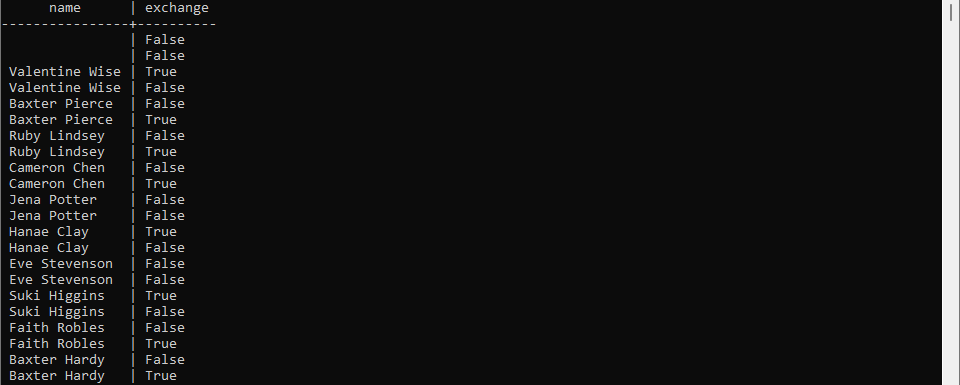 name | exchange
----------------+----------
| False
| False
Valentine Wise | True
Valentine Wise | False
Baxter Pierce | False
Baxter Pierce | True
Ruby Lindsey | False
Ruby Lindsey | True
Cameron Chen | False
Cameron Chen | True
Jena Potter | False
Jena Potter | False
Hanae Clay | True
Hanae Clay | False
Eve Stevenson | False
Eve Stevenson | False
Suki Higgins | True
Suki Higgins | False
Faith Robles | False
Faith Robles | True
Baxter Hardy | False
Baxter Hardy | True